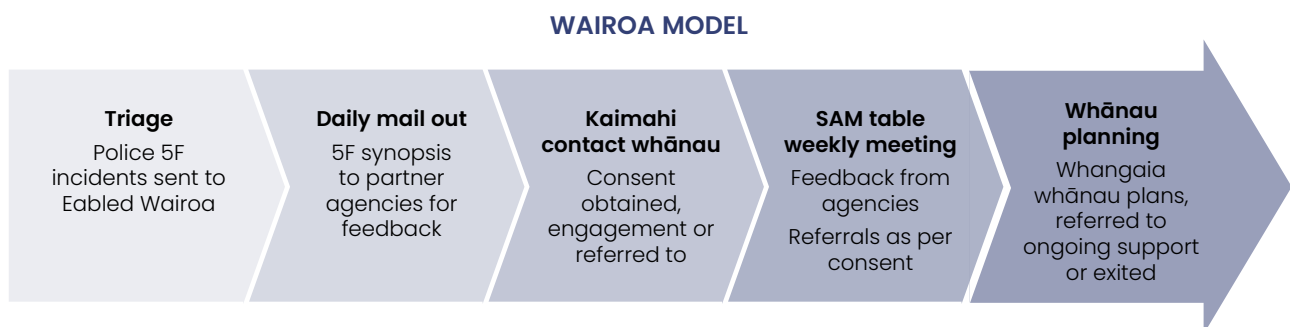 WAIROA MODEL
Triage
Police 5F
incidents sent to
Eabled Wairoa
Daily mail out
5F synopsis
to partner
agencies for
feedback
Kaimahi
contact whānau
Consent
obtained,
engagement or
referred to
SAM table
weekly meeting
Feedback from
agencies
Referrals as per
consent
Whānau
planning
Whangaia
whānau plans,
referred to
ongoing support
or exited